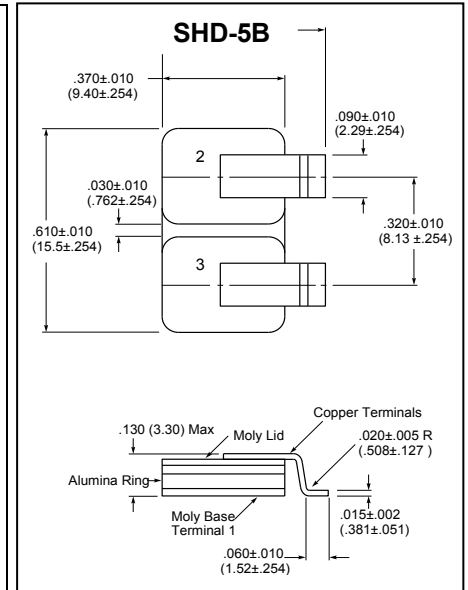 SHD-5B
.370±.010
(9.40±.254)
.090±.010
(2.29±.254)
2
.030±.010
(.762±.254)
.320±.010
(8.13 ±.254)
.610±.010
(15.5±.254)
3
.130 (3.30) Max
Copper Terminals
Moly Lid
.020±.005 R
(.508±.127 )
Alumina Ring
Moly Base
Terminal 1
.015±.002
(.381±.051)
.060±.010
(1.52±.254)